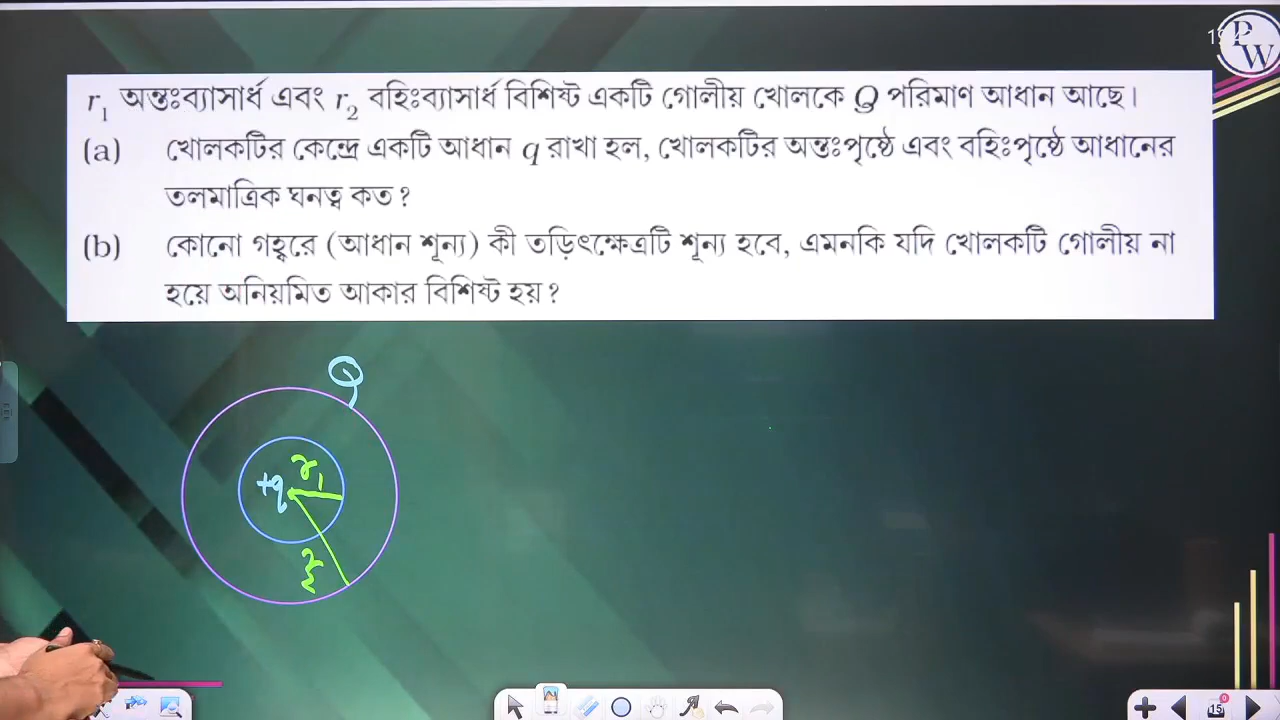 r₁ অন্তঃব্যাসার্ধ এবং r₂ বহিঃব্যাসার্ধ বিশিষ্ট একটি গোলীয় খোলকে Q পরিমাণ আধান আছে।
(a) খোলকটির কেন্দ্রে একটি আধান q রাখা হল, খোলকটির অন্তঃপৃষ্ঠে এবং বহিঃপৃষ্ঠে আধানের
তলমাত্রিক ঘনত্ব কত?
(b) কোনো গহ্বরে (আধান শূন্য) কী তড়িৎক্ষেত্রটি শূন্য হবে, এমনকি যদি খোলকটি গোলীয় না
হয়ে অনিয়মিত আকার বিশিষ্ট হয়?
Q
+q r₁
r₂
P
W
15